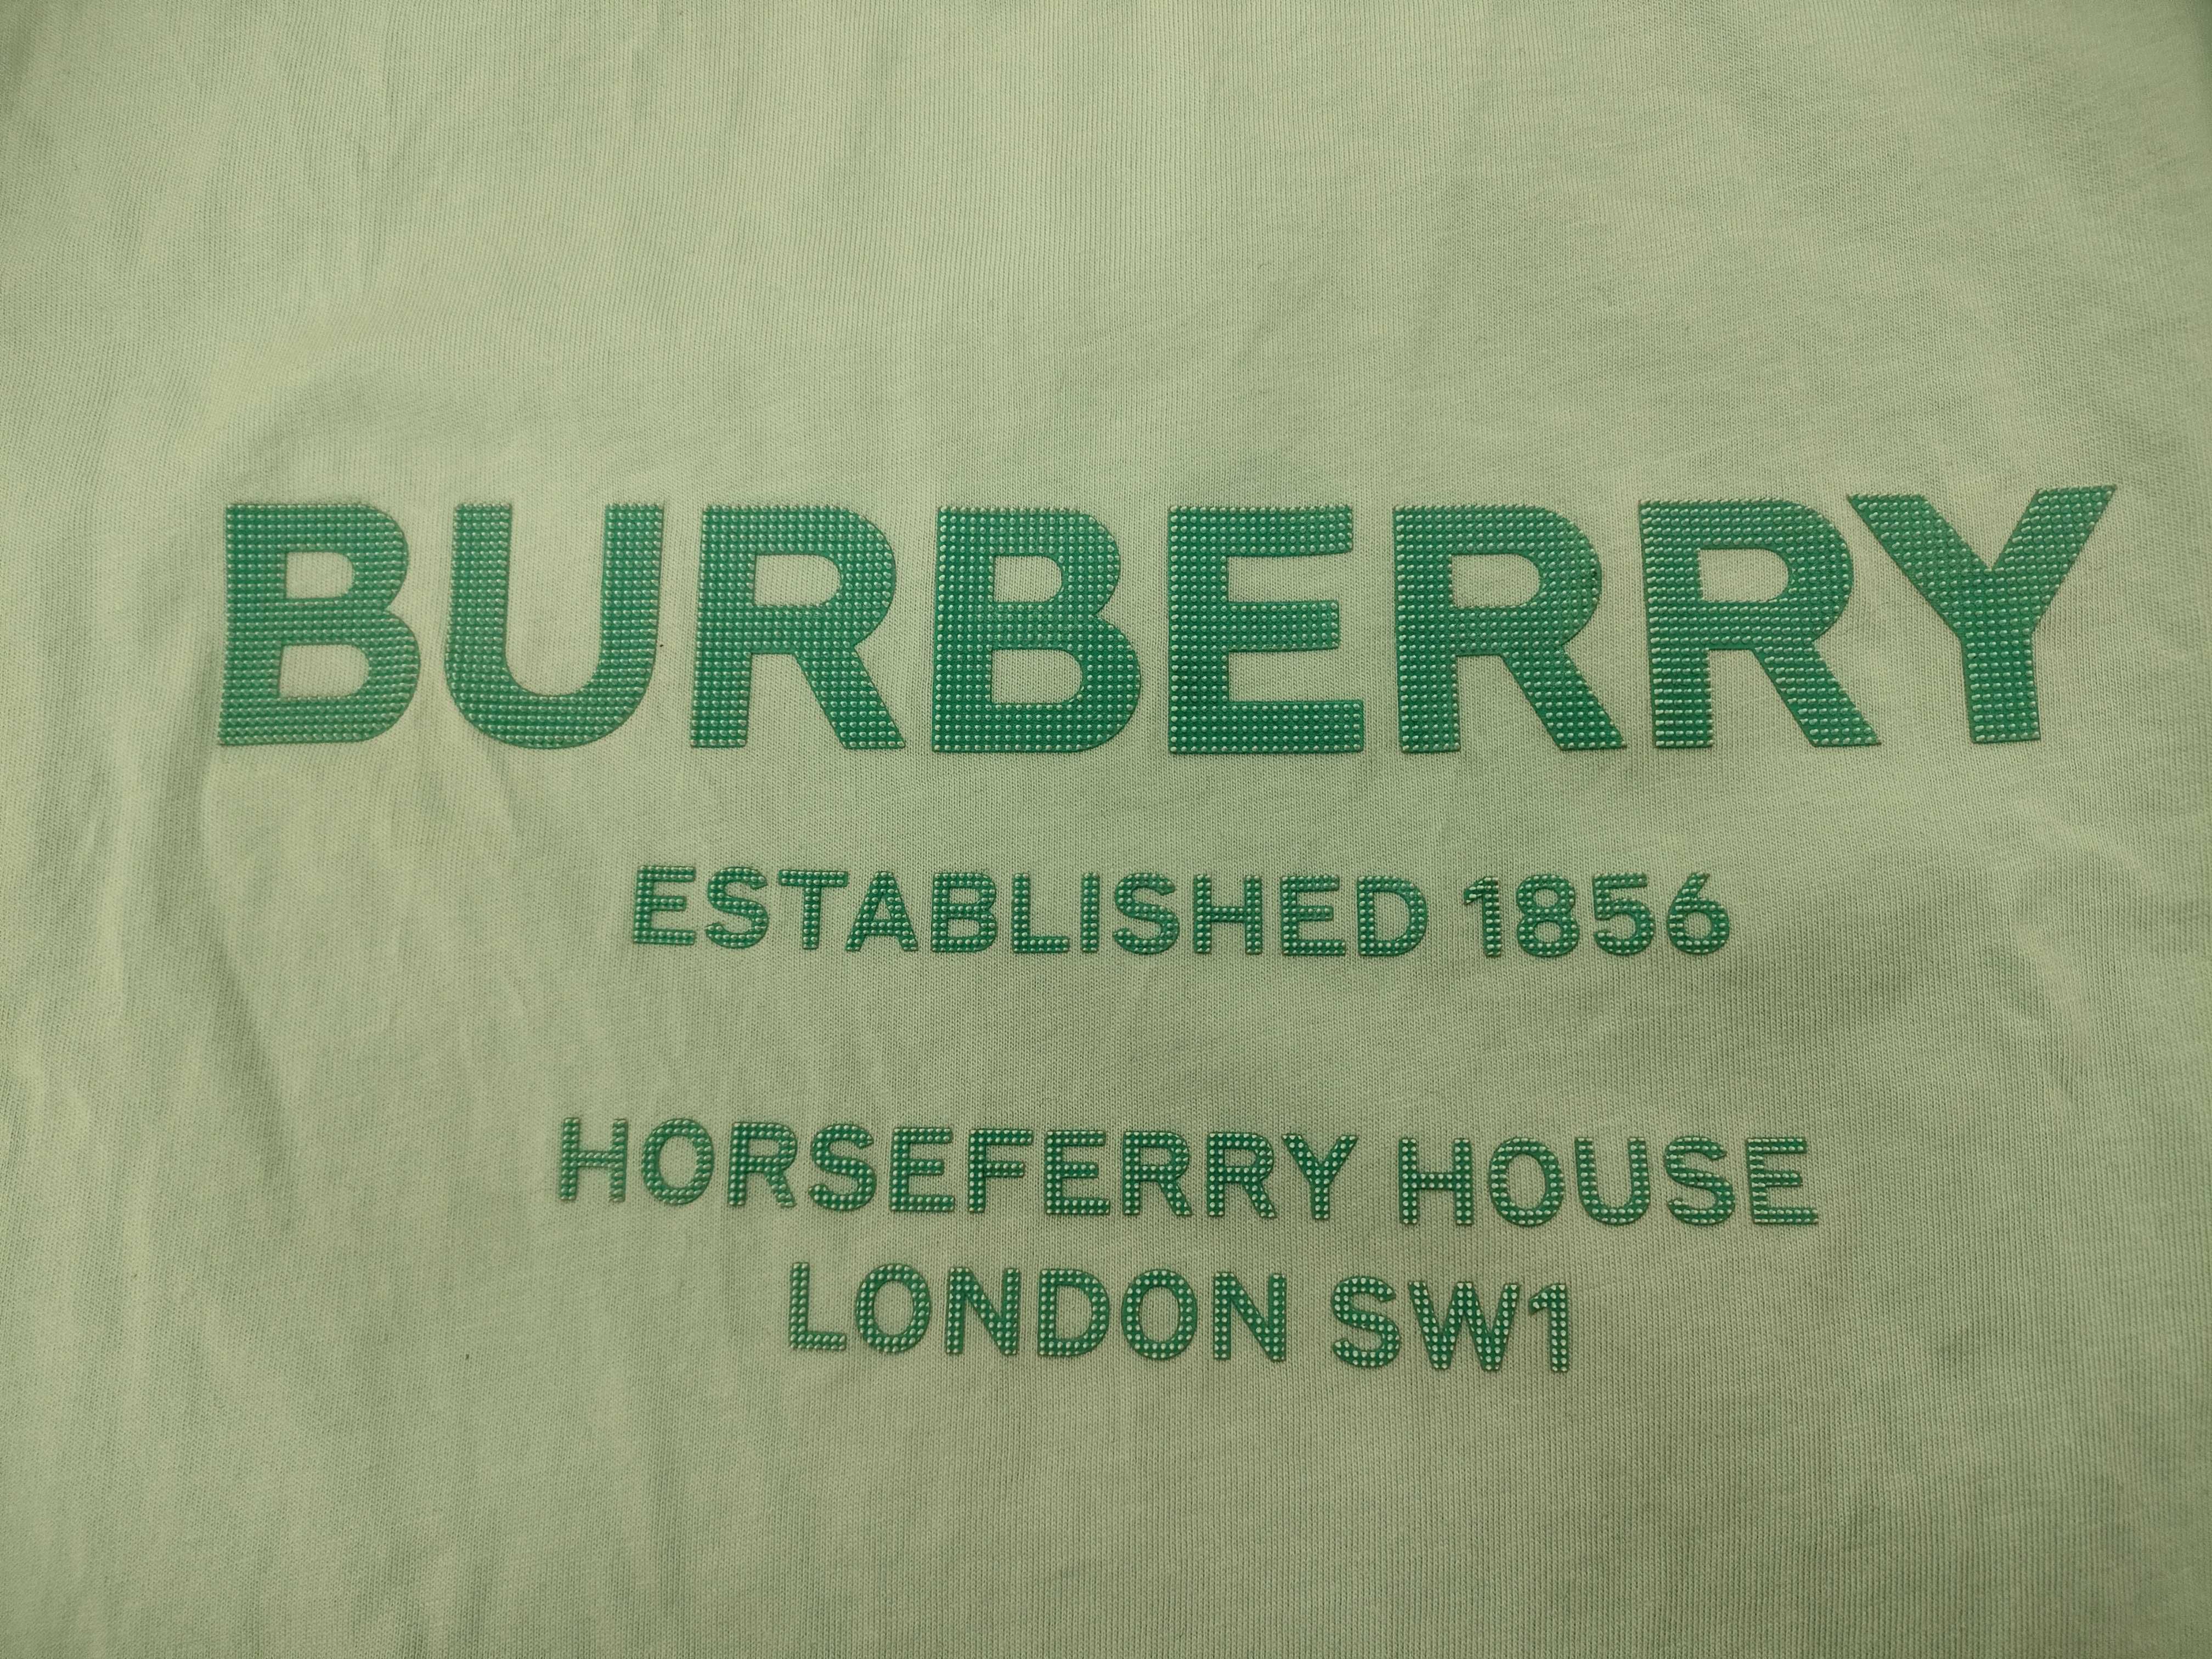 BURBERRY
ESTABLISHED 1856
HORSEFERRY HOUSE
LONDON SW1